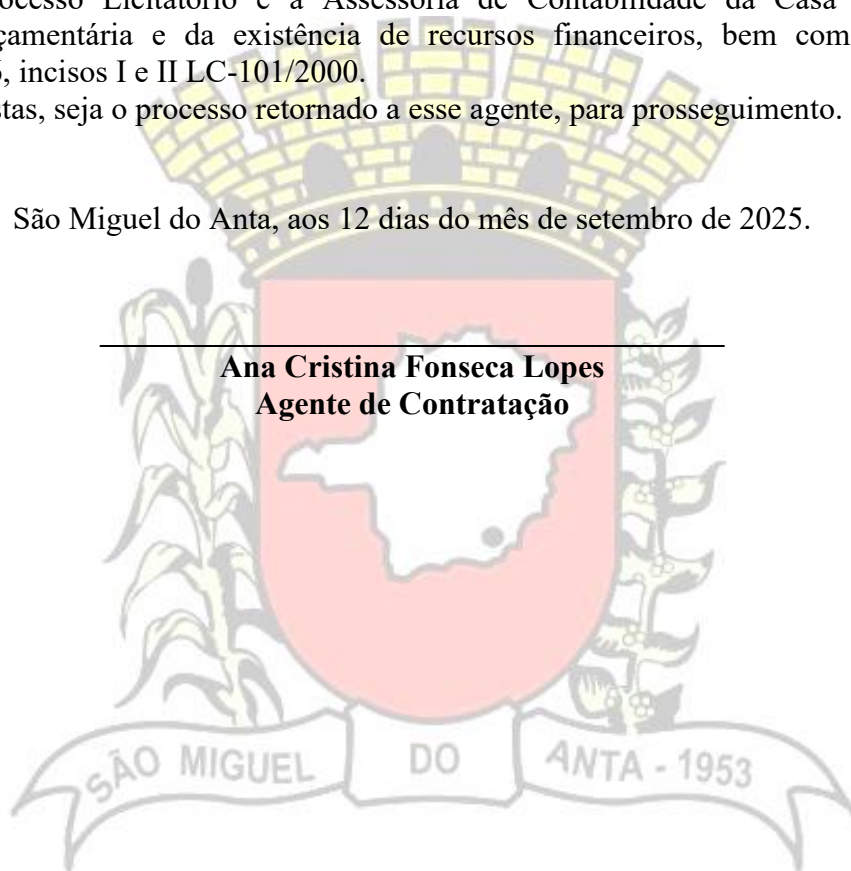 ocesso Licitatório e à Assessoria de Contabilidade da Casa
çamentária e da existência de recursos financeiros, bem com
, incisos I e II LC-101/2000.
stas, seja o processo retornado a esse agente, para prosseguimento.
São Miguel do Anta, aos 12 dias do mês de setembro de 2025.
Ana Cristina Fonseca Lopes
Agente de Contratação
SÃO MIGUEL DO ANTA - 1953